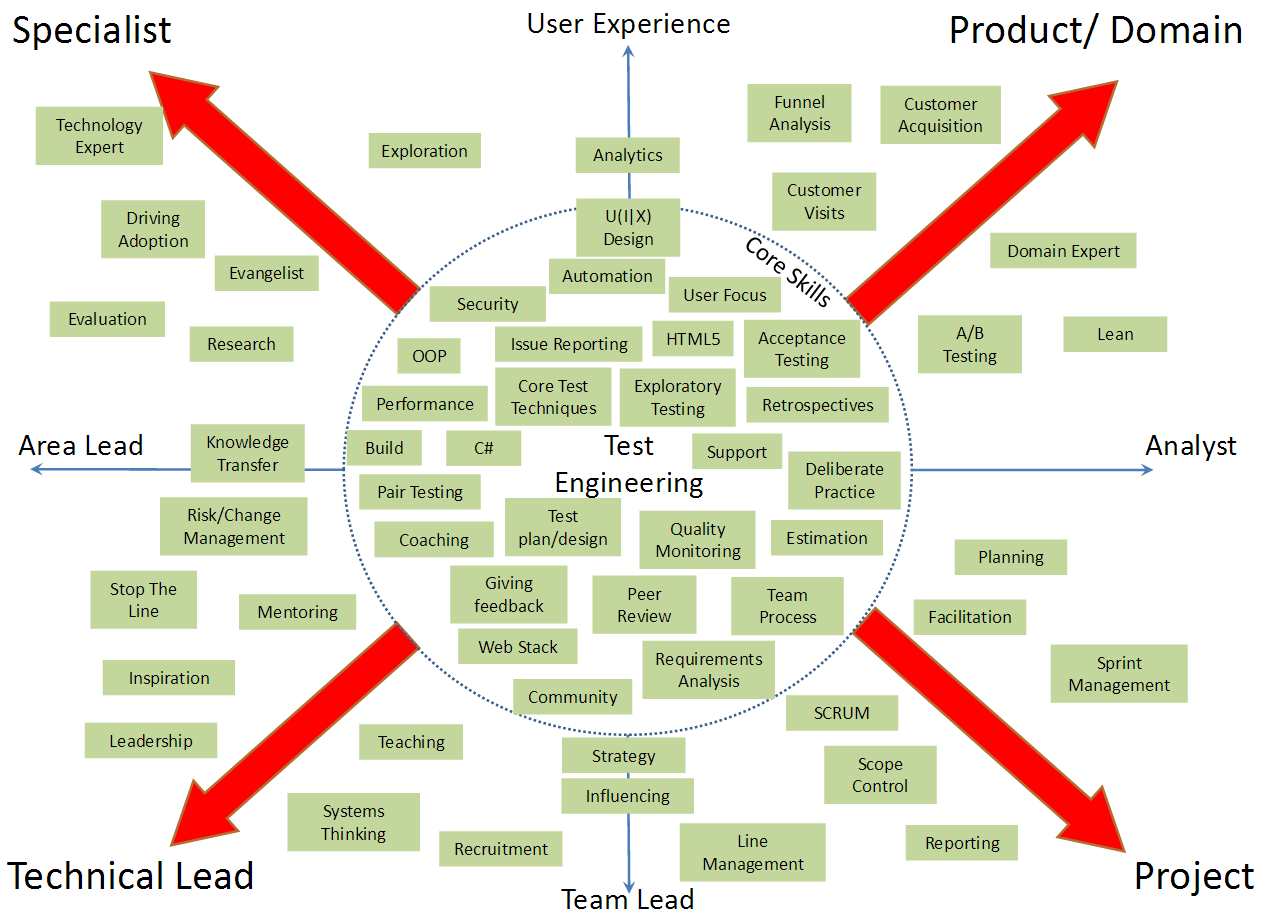 Specialist
User Experience
Product/ Domain
Technology
Expert
Exploration
Analytics
Funnel
Analysis
Customer
Acquisition
Driving
Adoption
U(I|X)
Design
Customer
Visits
Core Skills
Evangelist
Automation
Domain Expert
Security
User Focus
Evaluation
Research
OOP
Issue Reporting
HTML5
Acceptance
Testing
A/B
Testing
Lean
Performance
Core Test
Techniques
Exploratory
Testing
Retrospectives
Area Lead
Knowledge
Transfer
Build
C#
Test
Engineering
Support
Analyst
Pair Testing
Deliberate
Practice
Risk/Change
Management
Coaching
Test
plan/design
Quality
Monitoring
Estimation
Planning
Stop The
Line
Mentoring
Giving
feedback
Peer
Review
Team
Process
Facilitation
Inspiration
Web Stack
Requirements
Analysis
Sprint
Management
Community
SCRUM
Leadership
Teaching
Strategy
Scope
Control
Influencing
Systems
Thinking
Recruitment
Line
Management
Reporting
Technical Lead
Team Lead
Project